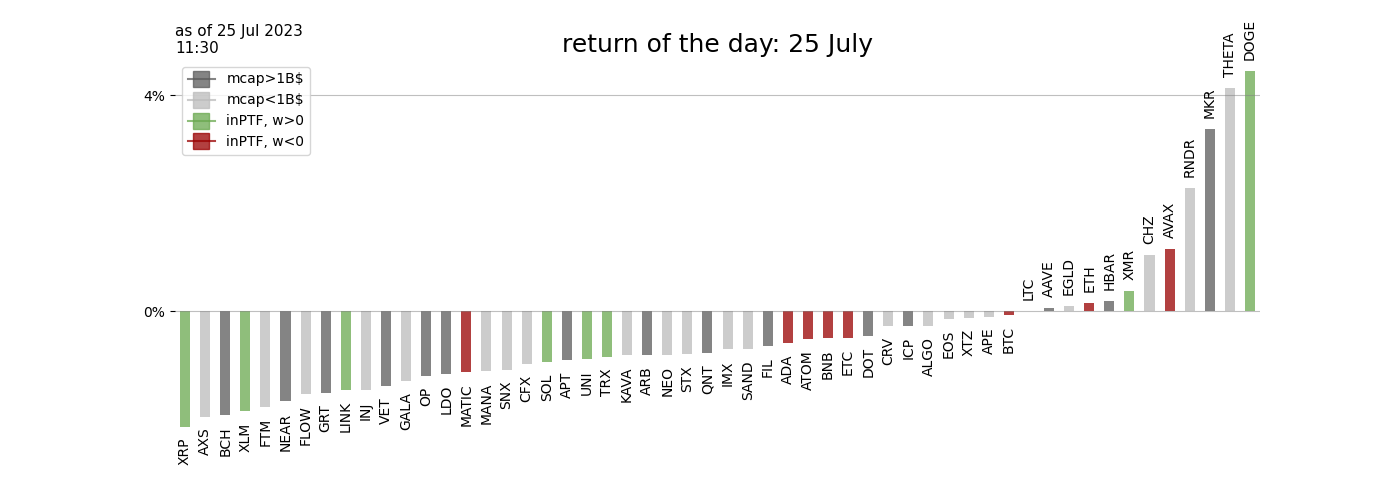 as of 25 Jul 2023
11:30
return of the day: 25 July
mcap>1B$
mcap<1B$
inPTF, w>0
inPTF, w<0
4%
0%
XRP
AXS
BCH
XLM
FTM
NEAR
FLOW
GRT
LINK
INJ
VET
GALA
OP
LDO
MATIC
MANA
SNX
CFX
SOL
APT
UNI
TRX
KAVA
ARB
NEO
STX
QNT
IMX
SAND
FIL
ADA
ATOM
BNB
ETC
DOT
CRV
ICP
ALGO
EOS
XTZ
APE
BTC
LTC
AAVE
EGLD
ETH
HBAR
XMR
CHZ
AVAX
RNDR
MKR
THETA
DOGE